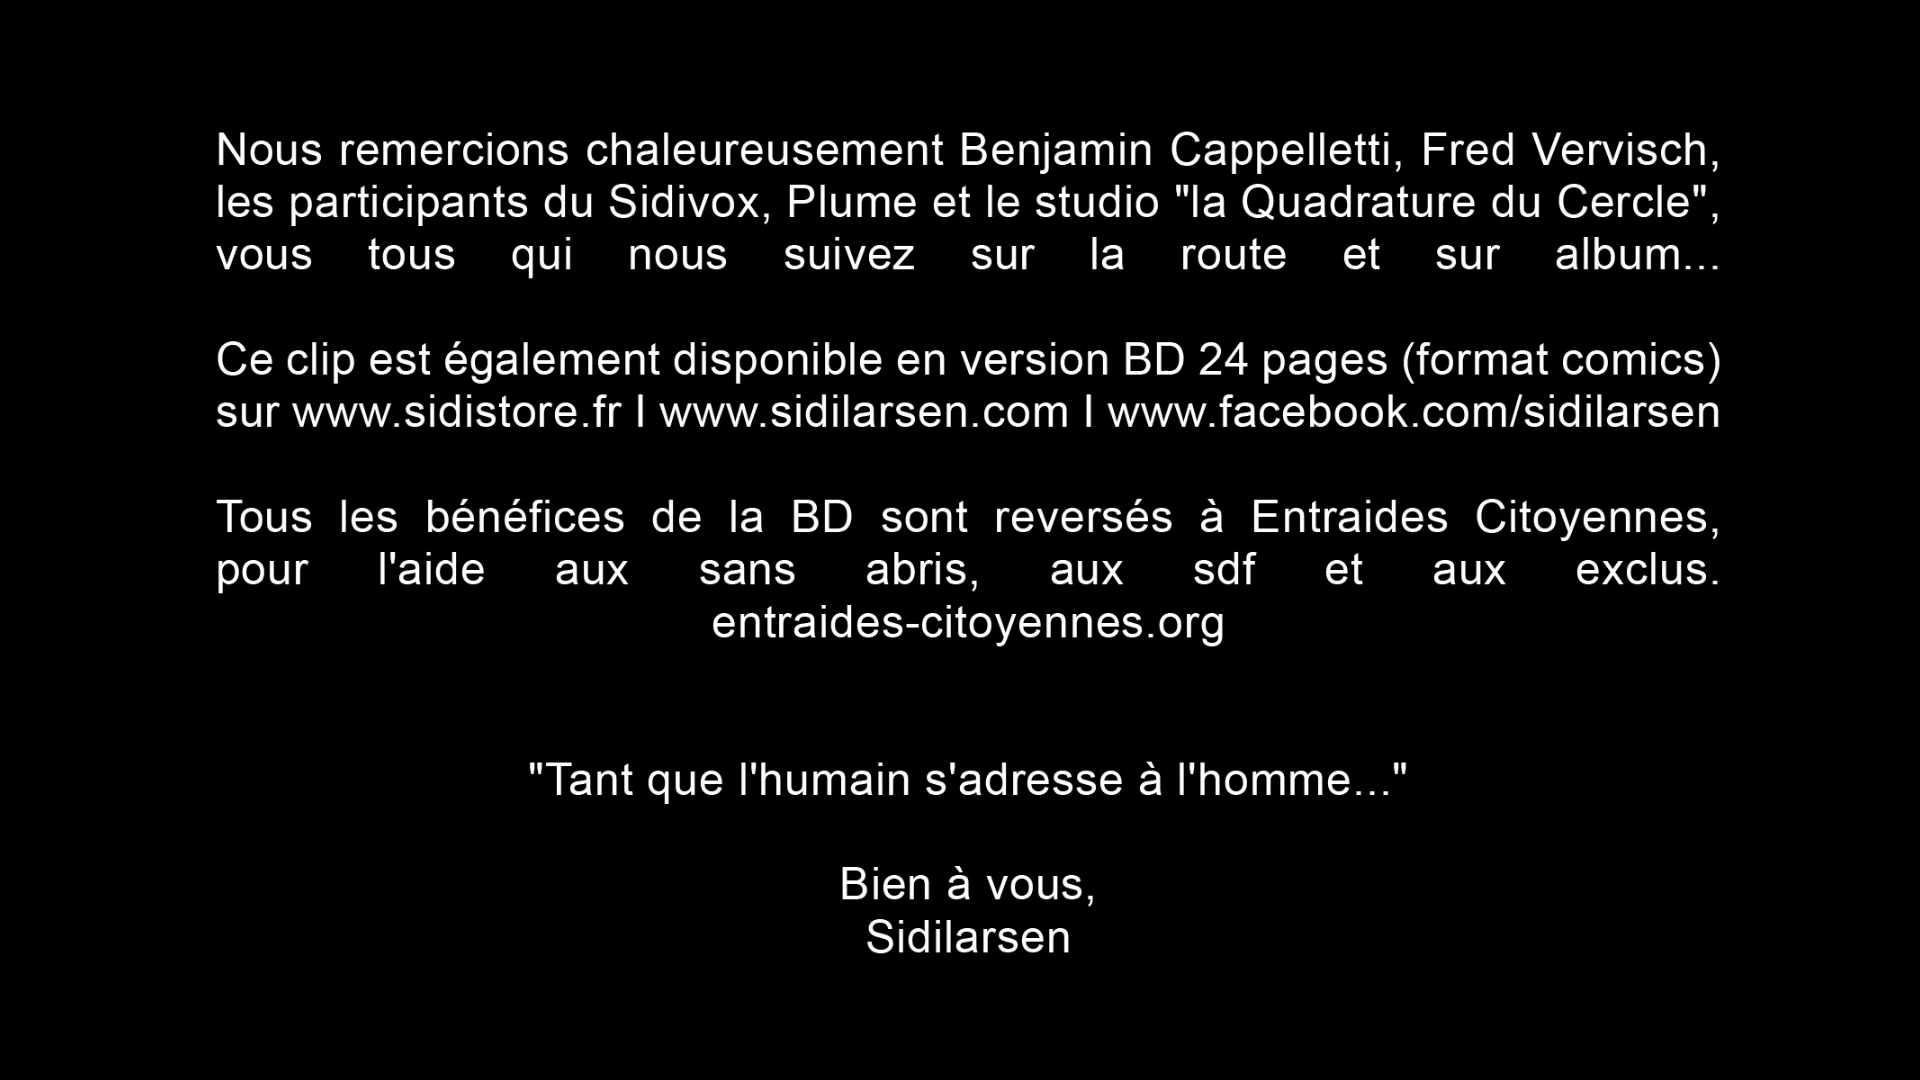 Nous remercions chaleureusement Benjamin Cappelletti, Fred Vervisch,
les participants du Sidivox, Plume et le studio "la Quadrature du Cercle",
vous tous qui nous suivez sur la route et sur album...
Ce clip est également disponible en version BD 24 pages (format comics)
sur www.sidistore.fr I www.sidilarsen.com I www.facebook.com/sidilarsen
Tous les bénéfices de la BD sont reversés à Entraides Citoyennes,
pour l'aide aux sans abris, aux sdf et aux exclus.
entraides-citoyennes.org
"Tant que l'humain s'adresse à l'homme..."
Bien à vous,
Sidilarsen